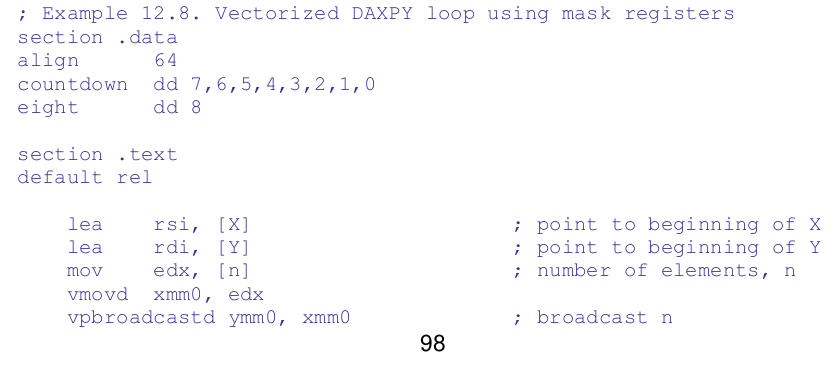 ; Example 12.8. Vectorized DAXPY loop using mask registers
section .data
align 64
countdown dd 7,6,5,4,3,2,1,0
eight dd 8
section .text
default rel
lea rsi, [X] ; point to beginning of X
lea rdi, [Y] ; point to beginning of Y
mov edx, [n] ; number of elements, n
vmovd xmm0, edx
vpbroadcastd ymm0, xmm0 ; broadcast n
98